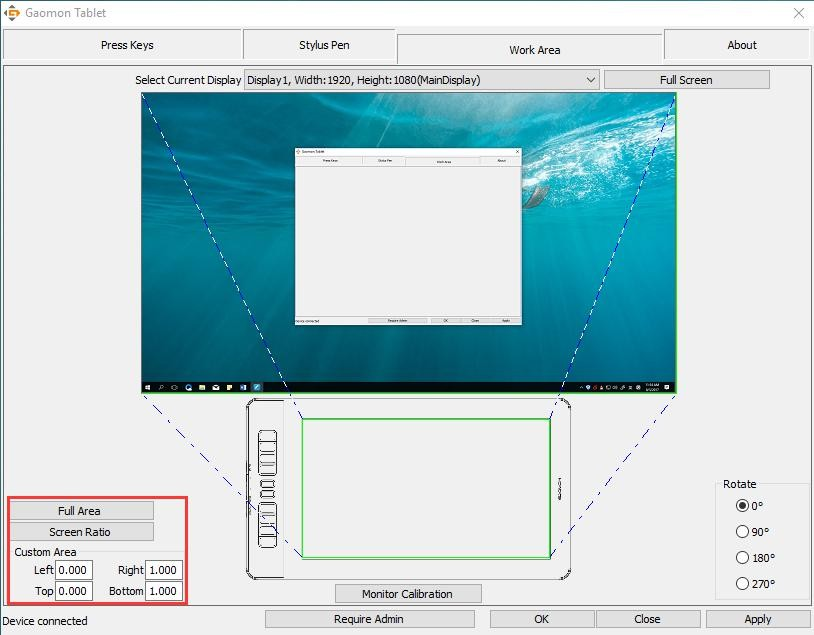 Gaomon Tablet
Press Keys
Stylus Pen
Work Area
About
Select Current Display
Display1, Width:1920, Height:1080(MainDisplay)
Full Screen
Gaomon Tablet
Press Keys
Stylus Pen
Work Area
About
Device connected
Require Admin
OK
Close
Apply
Full Area
Screen Ratio
Custom Area
Left 0.000 Right 1.000
Top 0.000 Bottom 1.000
Rotate
0°
90°
180°
270°
Monitor Calibration
Device connected
Require Admin
OK
Close
Apply